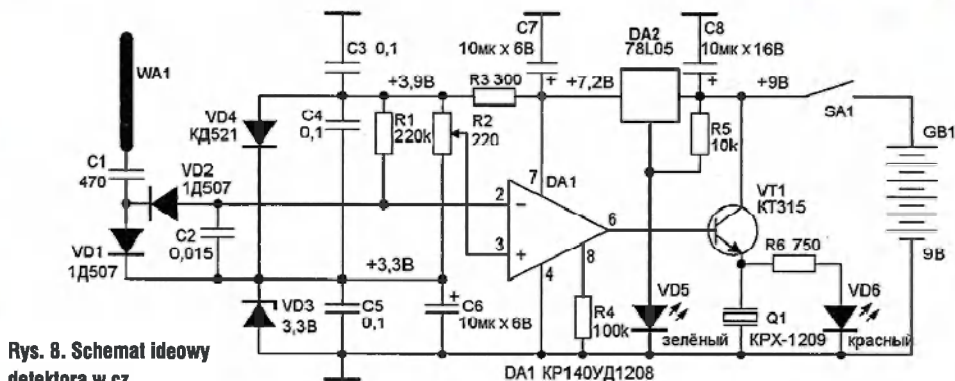 WA1
C1
470
VD1
1Д507
VD2
1Д507
C2
0,015
VD4
КД521
C3 0,1
C4
0,1
+3,9В
R1
220k
R2
220
R3 300
C7
10мк х 6В
+
+7,2В
DA2
78L05
C8
10мк х 16В
+
+9В
SA1
GB1
9В
R5
10k
7
DA1
2
−
3
+
6
8
4
VT1
КТ315
R6 750
+3,3В
VD3
3,3В
C5
0,1
+
C6
10мк х 6В
R4
100k
VD5
зелёный
Q1
КРХ-1209
VD6
красный
DA1 КР140УД1208
Rys. 8. Schemat ideowy
detektora w.cz.